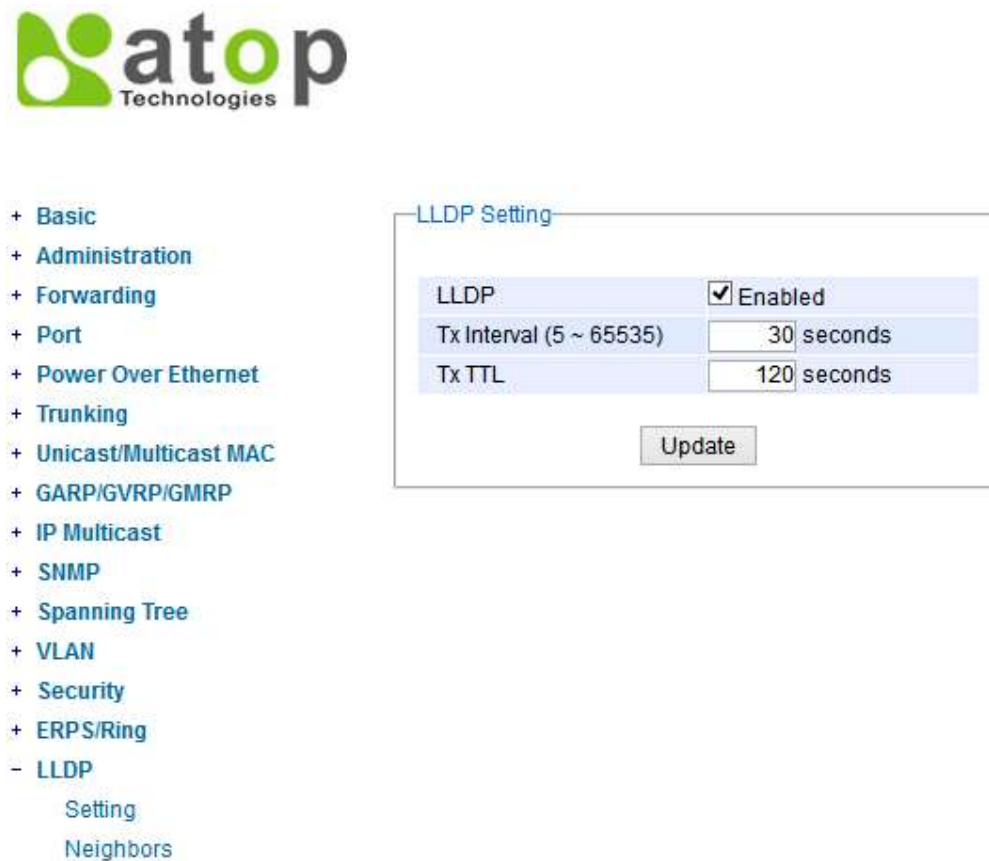 atop
Technologies
+ Basic
+ Administration
+ Forwarding
+ Port
+ Power Over Ethernet
+ Trunking
+ Unicast/Multicast MAC
+ GARP/GVRP/GMRP
+ IP Multicast
+ SNMP
+ Spanning Tree
+ VLAN
+ Security
+ ERPS/Ring
- LLDP
Setting
Neighbors
LLDP Setting
LLDP Enabled
Tx Interval (5 ~ 65535) 30 seconds
Tx TTL 120 seconds
Update